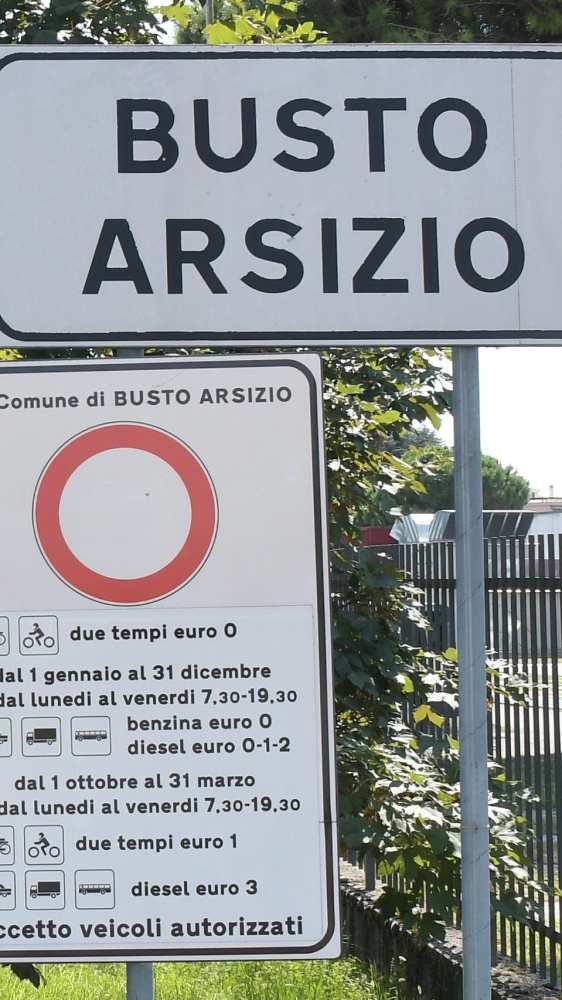 BUSTO
ARSIZIO
Comune di BUSTO ARSIZIO
due tempi euro 0
dal 1 gennaio al 31 dicembre
dal lunedi al venerdi 7,30-19,30
benzina euro 0
diesel euro 0-1-2
dal 1 ottobre al 31 marzo
dal lunedi al venerdi 7,30-19,30
due tempi euro 1
diesel euro 3
ccetto veicoli autorizzati